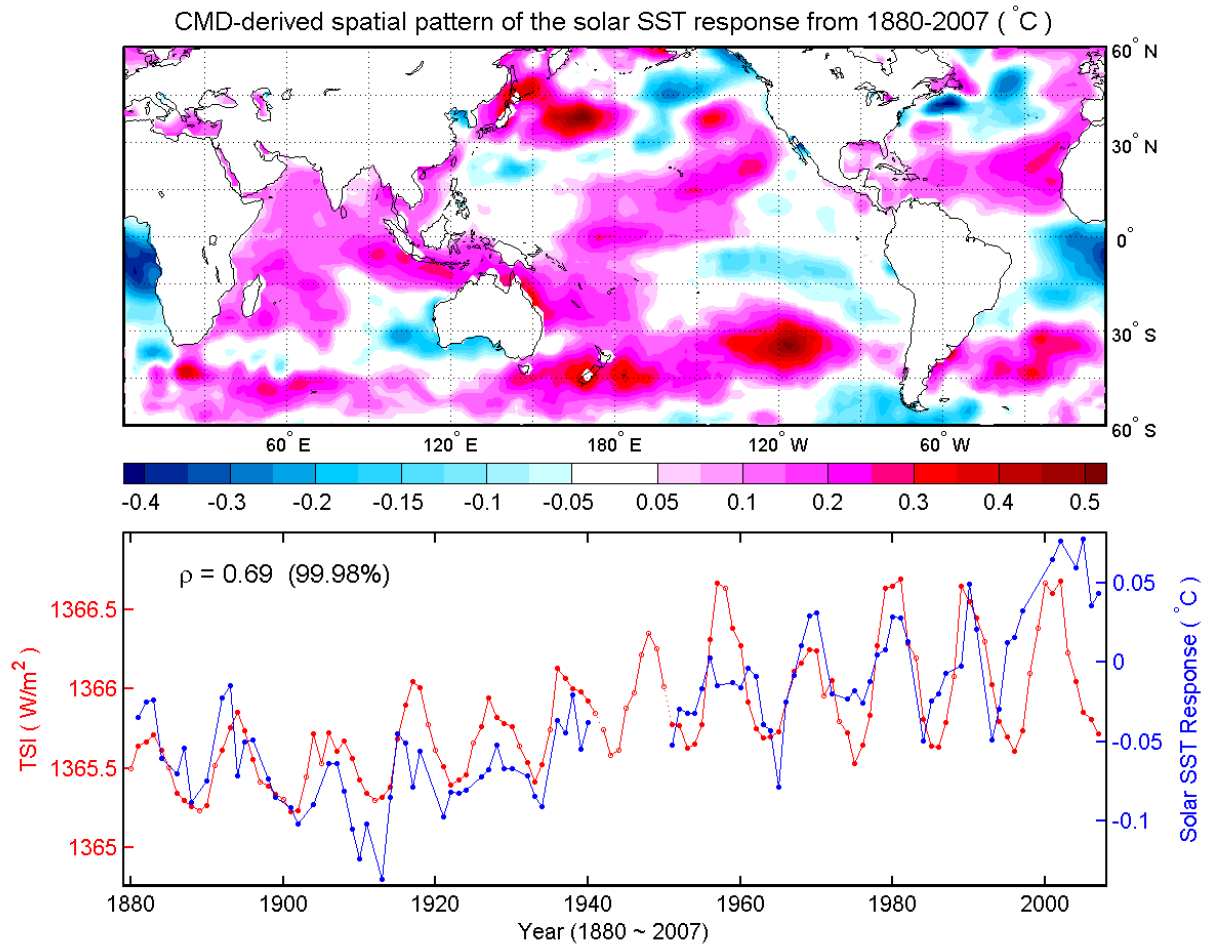 CMD-derived spatial pattern of the solar SST response from 1880-2007 ( °C )
60° N
30° N
0°
30° S
60° S
60° E 120° E 180° E 120° W 60° W
-0.4 -0.3 -0.2 -0.15 -0.1 -0.05 0.05 0.1 0.2 0.3 0.4 0.5
ρ = 0.69 (99.98%)
TSI ( W/m² )
1366.5
1366
1365.5
1365
0.05
0
-0.05
-0.1
Solar SST Response ( °C )
1880 1900 1920 1940 1960 1980 2000
Year (1880 ~ 2007)